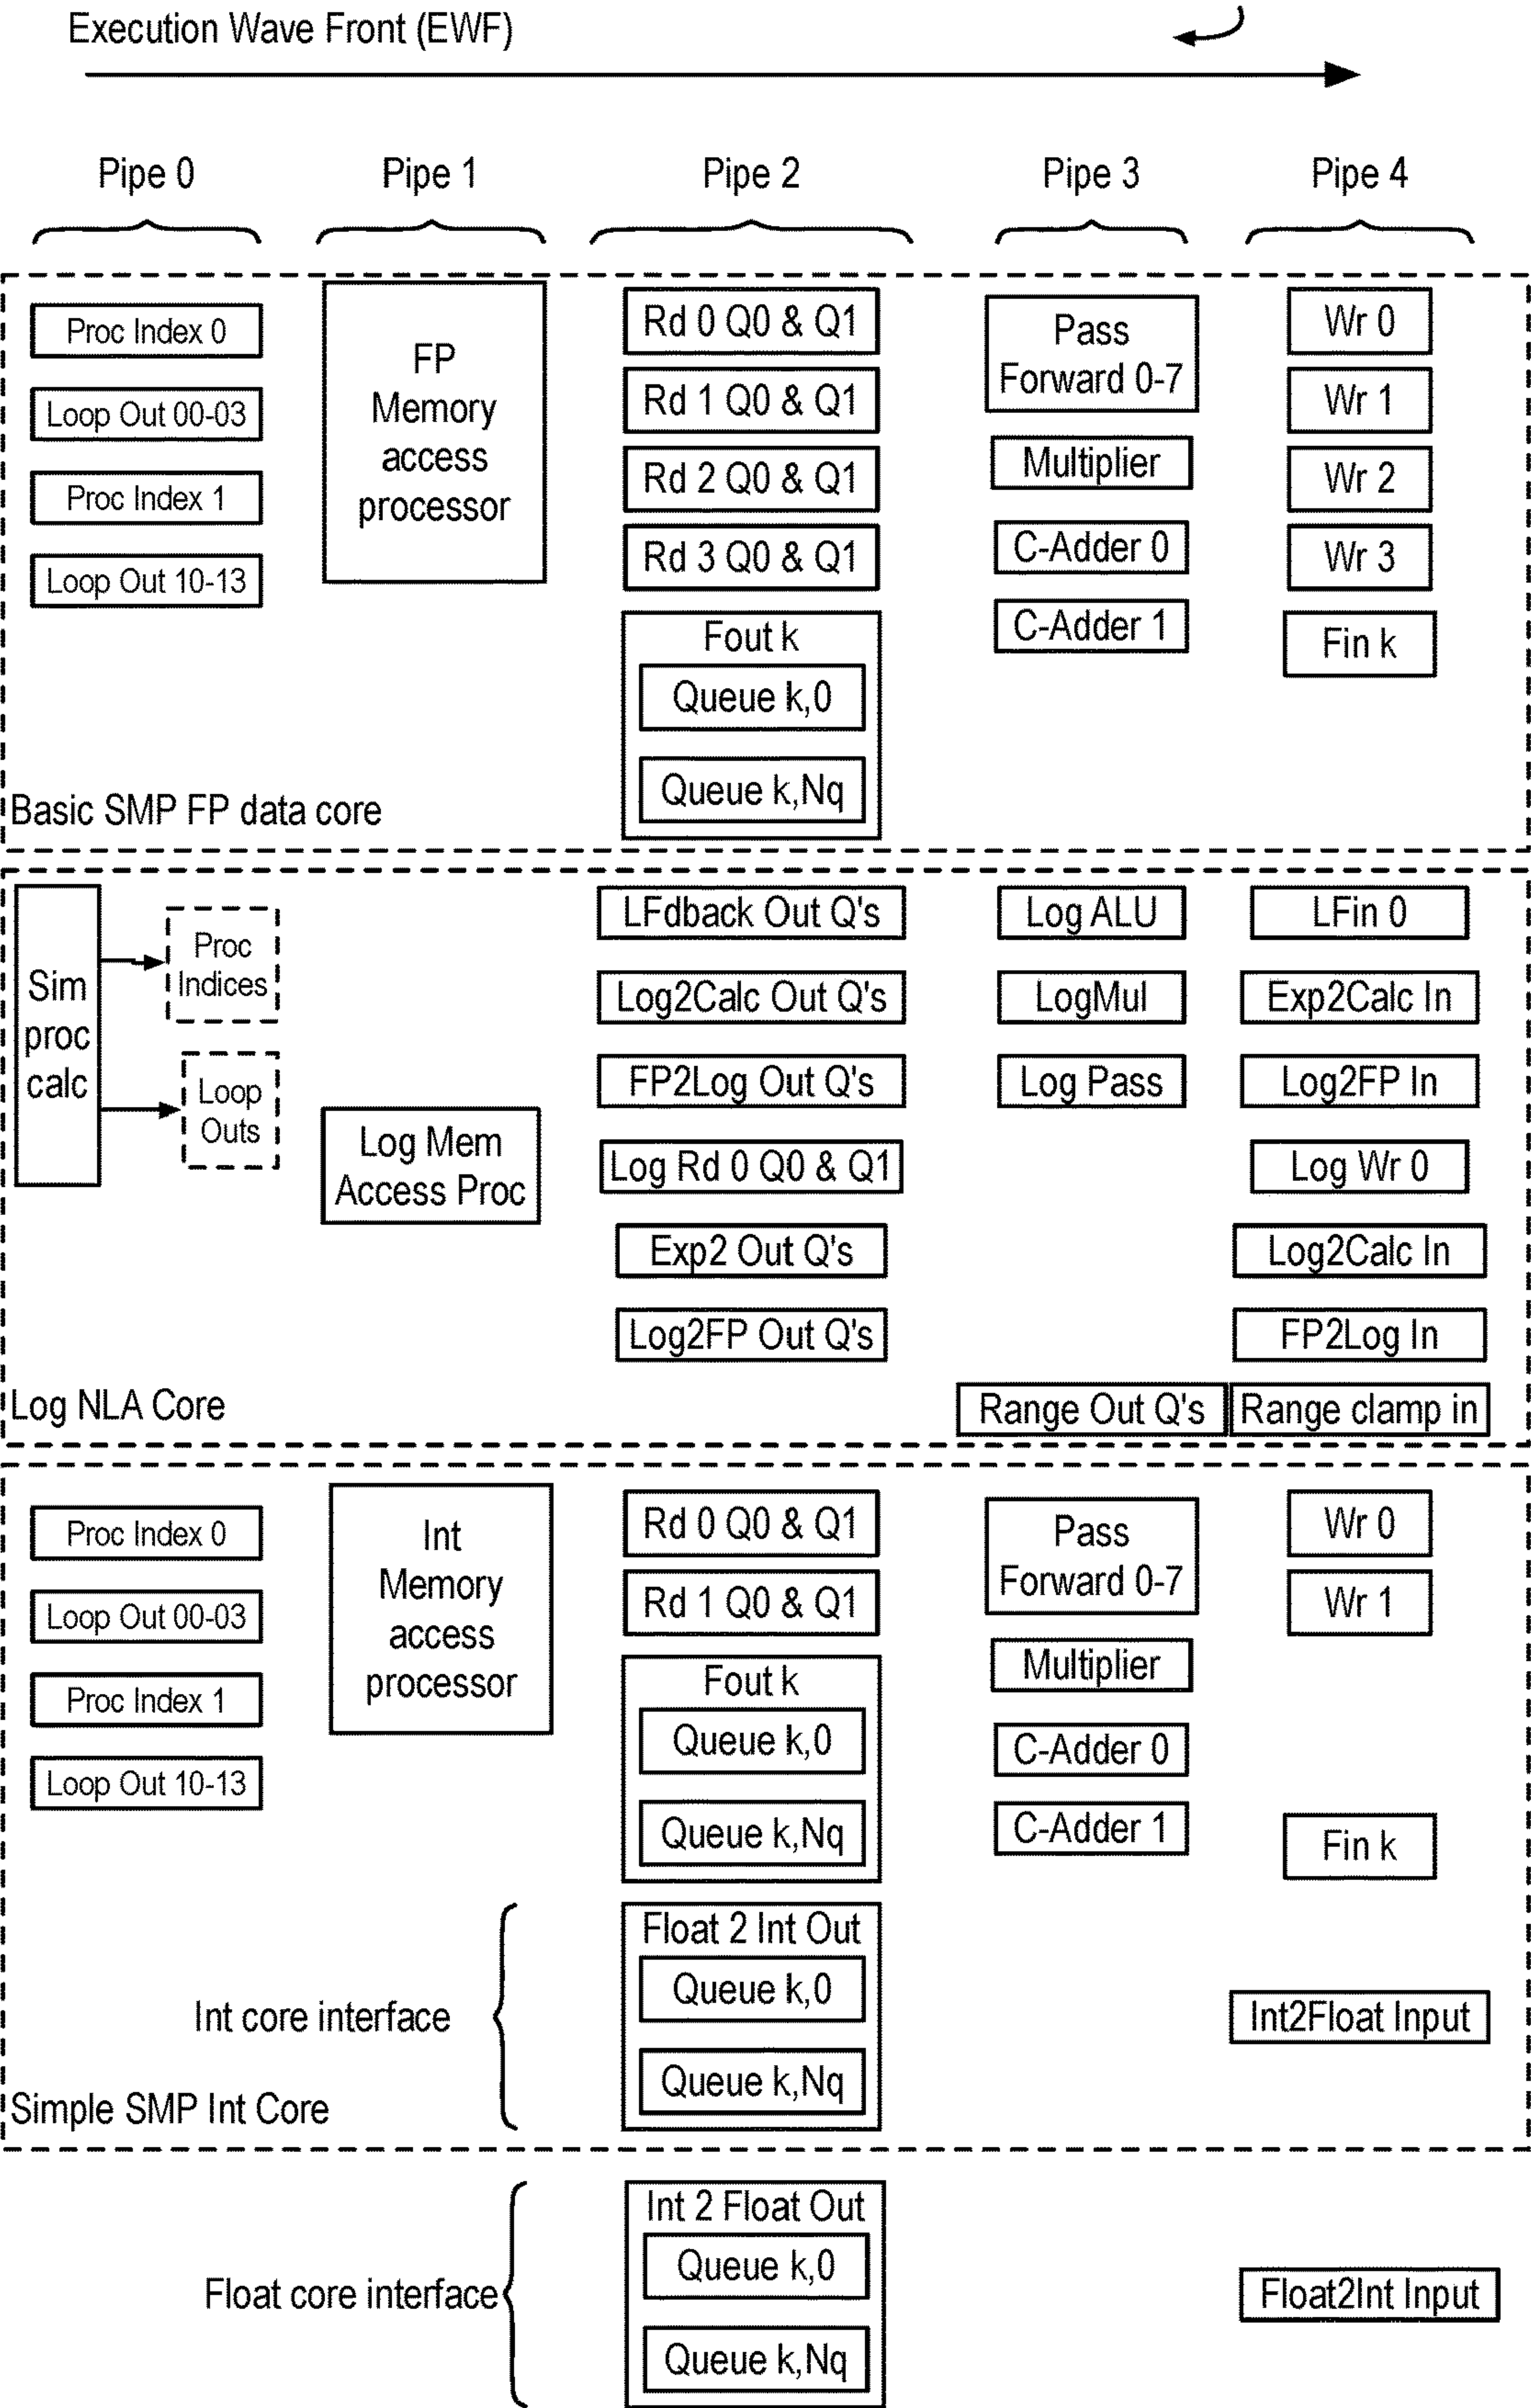 Execution Wave Front (EWF)
Pipe 0
Pipe 1
Pipe 2
Pipe 3
Pipe 4
Proc Index 0
Loop Out 00-03
Proc Index 1
Loop Out 10-13
FP
Memory
access
processor
Rd 0 Q0 & Q1
Rd 1 Q0 & Q1
Rd 2 Q0 & Q1
Rd 3 Q0 & Q1
Fout k
Queue k,0
Queue k,Nq
Pass
Forward 0-7
Multiplier
C-Adder 0
C-Adder 1
Wr 0
Wr 1
Wr 2
Wr 3
Fin k
Basic SMP FP data core
Sim
proc
calc
Proc
Indices
Loop
Outs
Log Mem
Access Proc
LFdback Out Q's
Log2Calc Out Q's
FP2Log Out Q's
Log Rd 0 Q0 & Q1
Exp2 Out Q's
Log2FP Out Q's
Log ALU
LogMul
Log Pass
Range Out Q's
LFin 0
Exp2Calc In
Log2FP In
Log Wr 0
Log2Calc In
FP2Log In
Range clamp in
Log NLA Core
Proc Index 0
Loop Out 00-03
Proc Index 1
Loop Out 10-13
Int
Memory
access
processor
Rd 0 Q0 & Q1
Rd 1 Q0 & Q1
Fout k
Queue k,0
Queue k,Nq
Pass
Forward 0-7
Multiplier
C-Adder 0
C-Adder 1
Wr 0
Wr 1
Fin k
Int core interface
Float 2 Int Out
Queue k,0
Queue k,Nq
Int2Float Input
Simple SMP Int Core
Float core interface
Int 2 Float Out
Queue k,0
Queue k,Nq
Float2Int Input